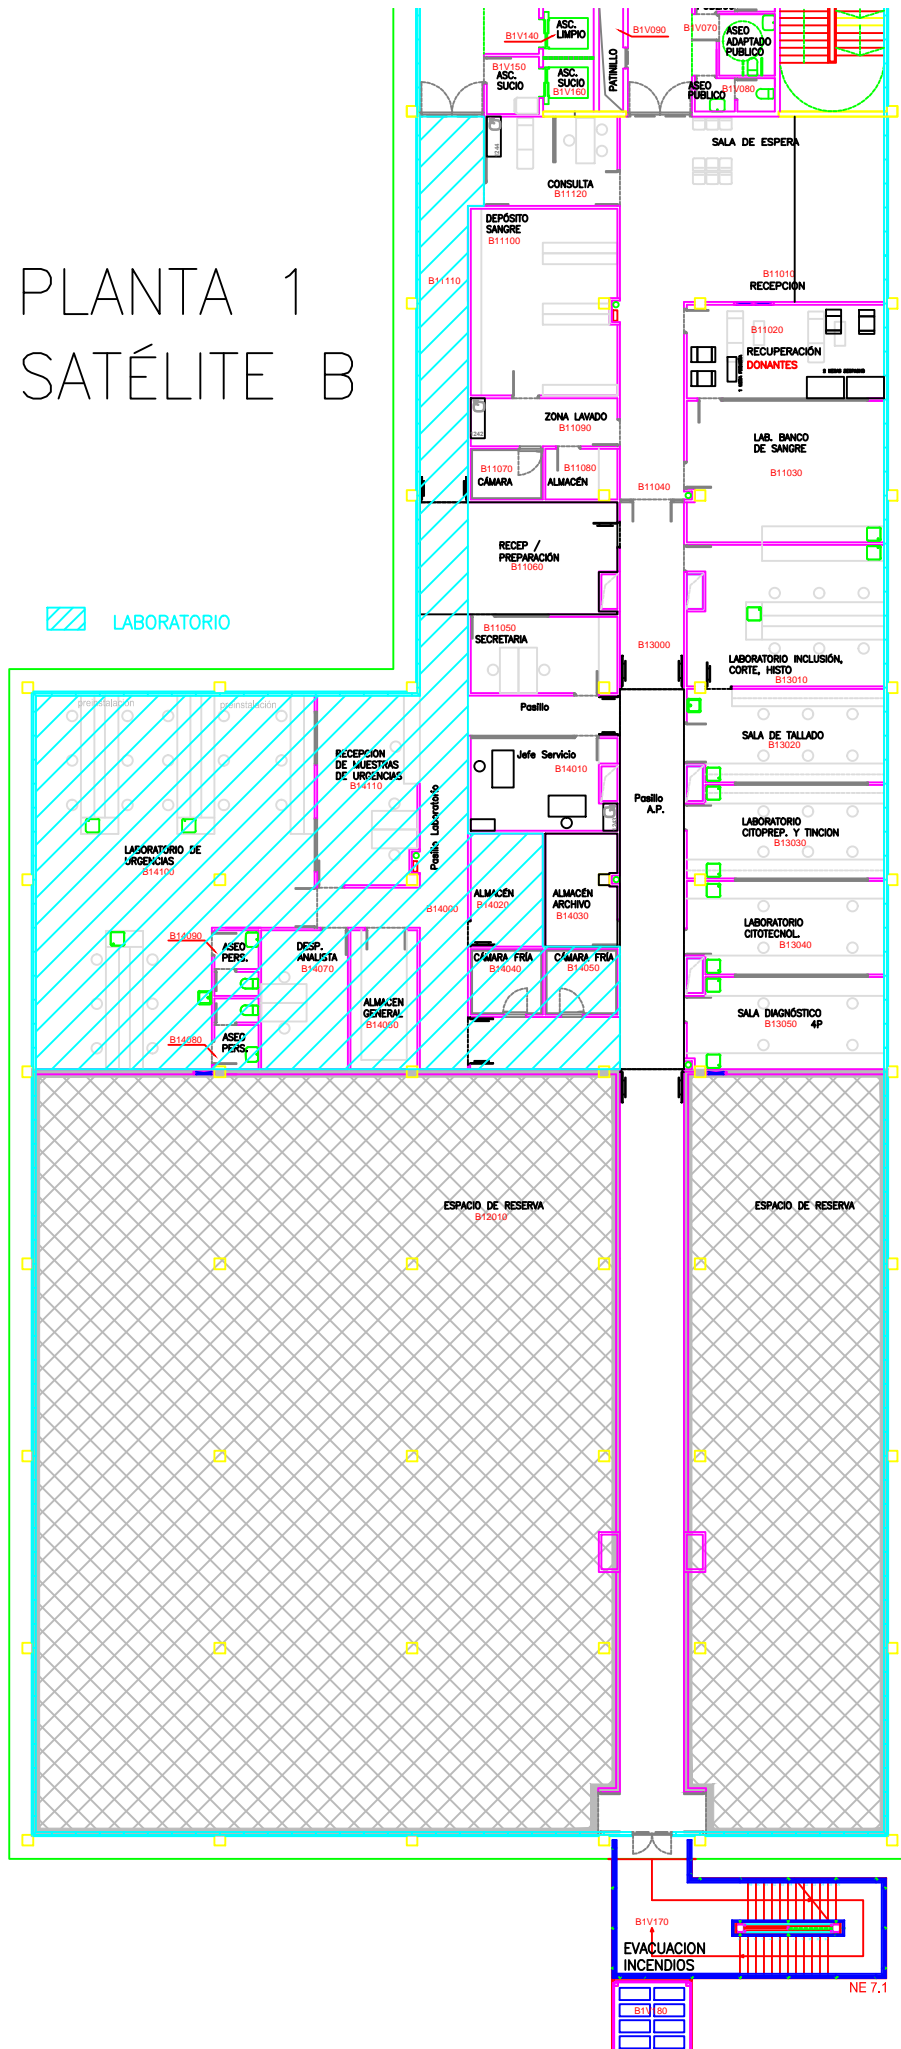 PUBLICO
B1V070
ASEO
ADAPTADO
PUBLICO
ASC.
LIMPIO
B1V140
B1V090
PATINILLO
B1V150
ASC.
SUCIO
ASC.
SUCIO
B1V160
ASEO
PUBLICO
B1V080
SALA DE ESPERA
CONSULTA
B11120
DEPÓSITO
SANGRE
B11100
B11110
PLANTA 1
SATÉLITE B
B11010
RECEPCION
B11020
RECUPERACIÓN
DONANTES
ZONA LAVADO
B11090
LAB. BANCO
DE SANGRE
B11030
B11070
CÁMARA
B11080
ALMACÉN
B11040
RECEP /
PREPARACIÓN
B11060
LABORATORIO
B11050
SECRETARIA
B13000
LABORATORIO INCLUSIÓN,
CORTE, HISTO
B13010
preinstalación
preinstalación
Pasillo
SALA DE TALLADO
B13020
RECEPCION
DE MUESTRAS
DE URGENCIAS
B14110
Jefe Servicio
B14010
Pasillo Laboratorio
Pasillo
A.P.
LABORATORIO
CITOPREP. Y TINCION
B13030
LABORATORIO DE
URGENCIAS
B14100
ALMACÉN
B14020
ALMACÉN
ARCHIVO
B14030
B14000
LABORATORIO
CITOTECNOL.
B13040
B14090
ASEO
PERS.
DESP.
ANALISTA
B14070
CÁMARA FRÍA
B14040
CÁMARA FRÍA
B14050
ALMACEN
GENERAL
B14060
SALA DIAGNÓSTICO
4P
B13050
B14080
ASEO
PERS.
ESPACIO DE RESERVA
B12010
ESPACIO DE RESERVA
B1V170
EVACUACION
INCENDIOS
NE 7.1
B1V180